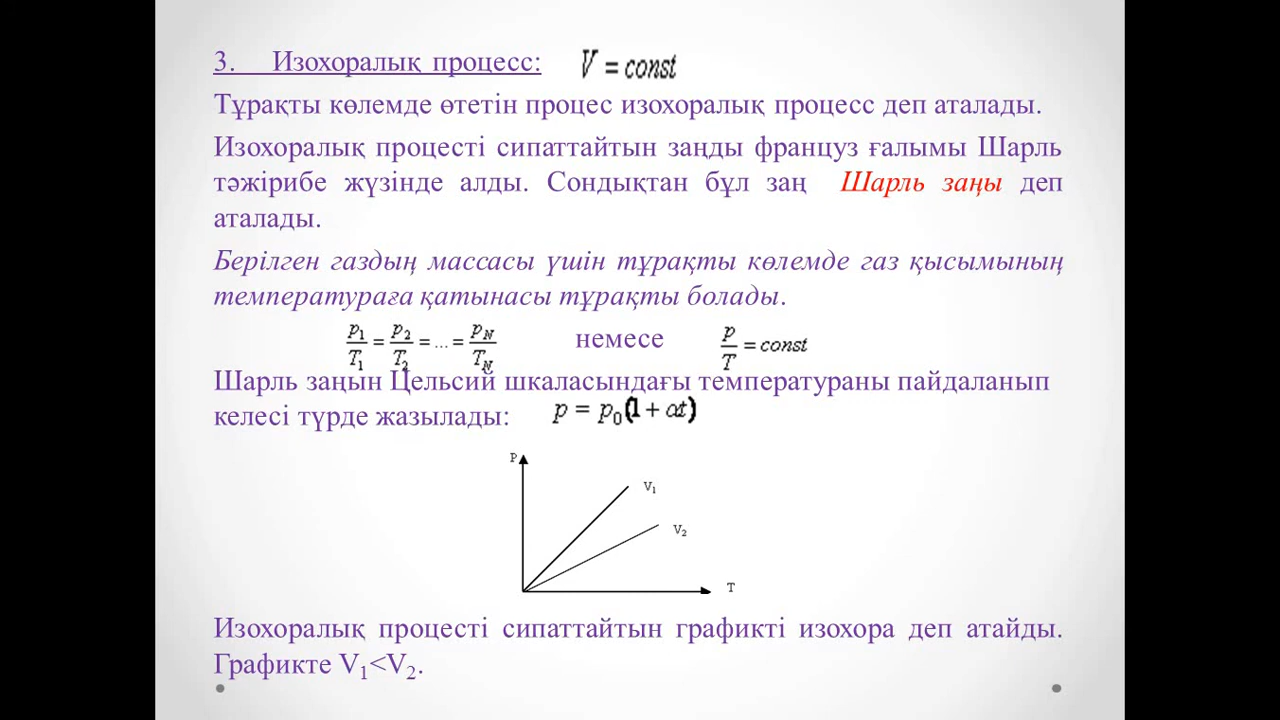 3. Изохоралық процесс: V = const
Тұрақты көлемде өтетін процес изохоралық процесс деп аталады.
Изохоралық процесті сипаттайтын заңды француз ғалымы Шарль
тәжірибе жүзінде алды. Сондықтан бұл заң Шарль заңы деп
аталады.
Берілген газдың массасы үшін тұрақты көлемде газ қысымының
температураға қатынасы тұрақты болады.
p₁/T₁ = p₂/T₂ = ... = p_N/T_N немесе p/T = const
Шарль заңын Цельсий шкаласындағы температураны пайдаланып
келесі түрде жазылады: p = p₀(1 + αt)
P
V₁
V₂
T
Изохоралық процесті сипаттайтын графикті изохора деп атайды.
Графикте V₁<V₂.